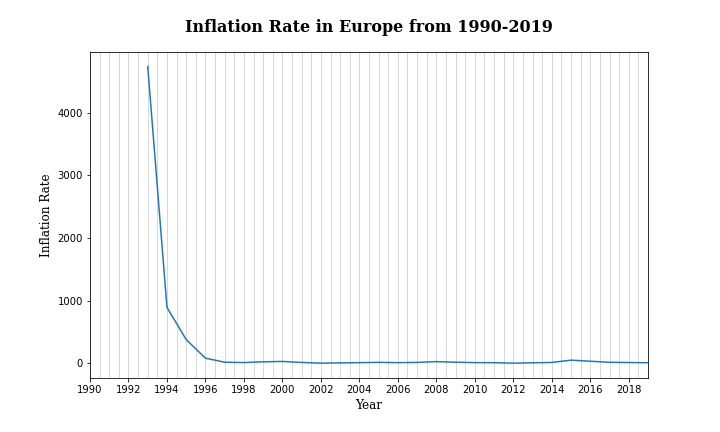 Inflation Rate in Europe from 1990-2019
Inflation Rate
4000
3000
2000
1000
0
1990 1992 1994 1996 1998 2000 2002 2004 2006 2008 2010 2012 2014 2016 2018
Year